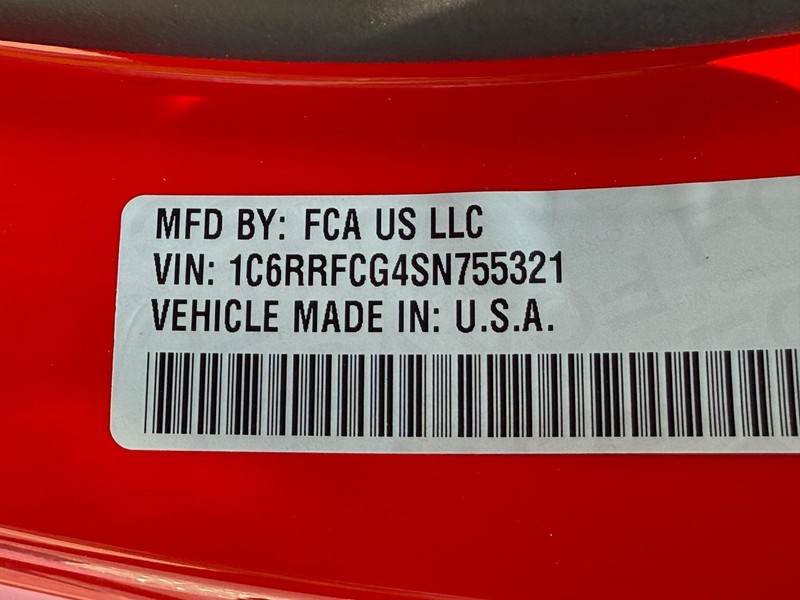 MFD BY: FCA US LLC
VIN: 1C6RRFCG4SN755321
VEHICLE MADE IN: U.S.A.